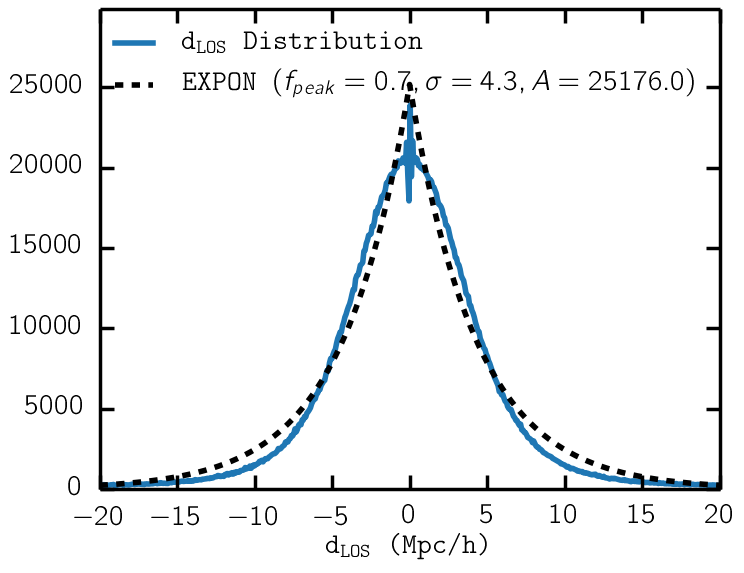 d_LOS Distribution
EXPON (f_peak = 0.7, σ = 4.3, A = 25176.0)
25000
20000
15000
10000
5000
0
−20 −15 −10 −5 0 5 10 15 20
d_LOS (Mpc/h)